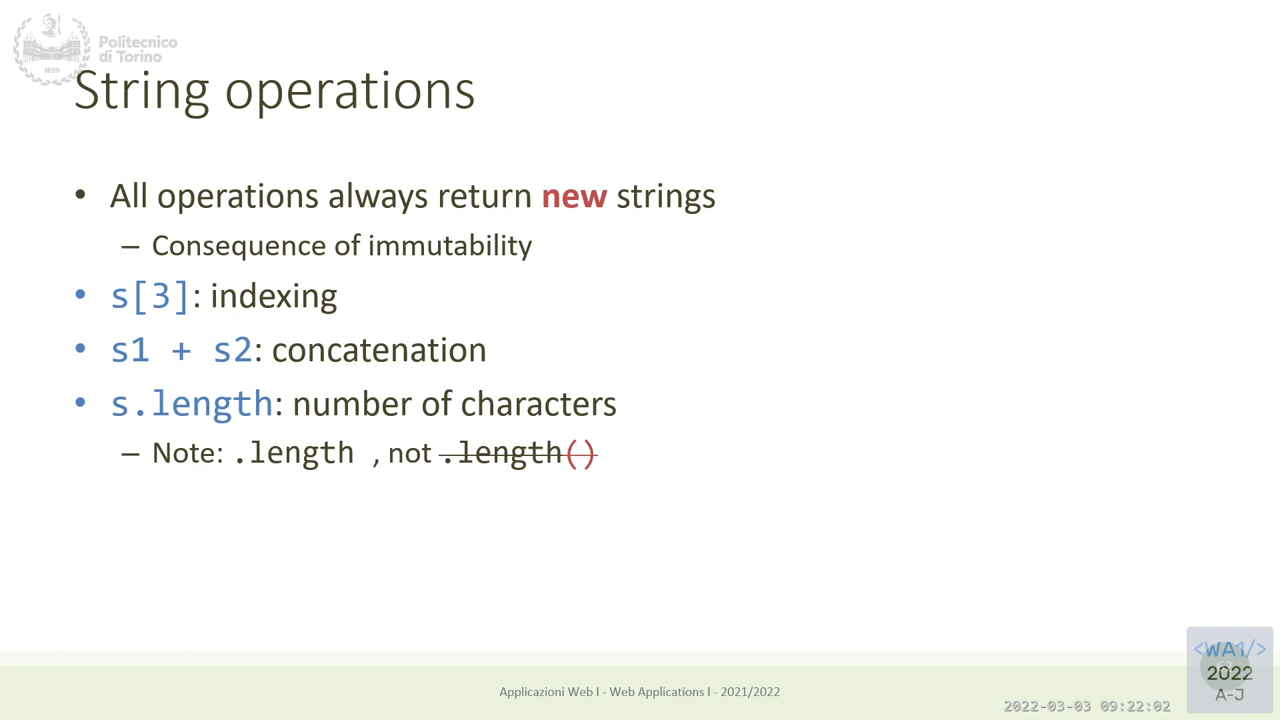 Politecnico
di Torino
1859
String operations
• All operations always return new strings
– Consequence of immutability
• s[3]: indexing
• s1 + s2: concatenation
• s.length: number of characters
– Note: .length , not .length()
Applicazioni Web I - Web Applications I - 2021/2022
2022-03-03 09:22:02
<WA1/>
2022
A-J